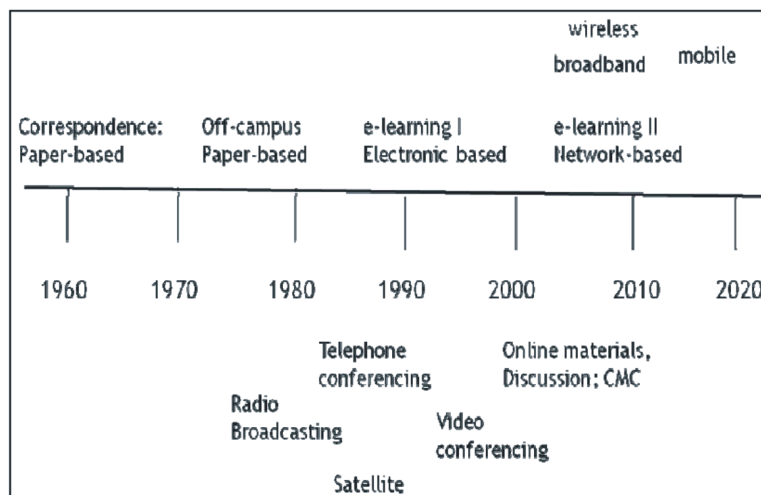 wireless
broadband
mobile
Correspondence:
Paper-based
Off-campus
Paper-based
e-learning I
Electronic based
e-learning II
Network-based
1960 1970 1980 1990 2000 2010 2020
Telephone
conferencing
Online materials,
Discussion; CMC
Radio
Broadcasting
Video
conferencing
Satellite